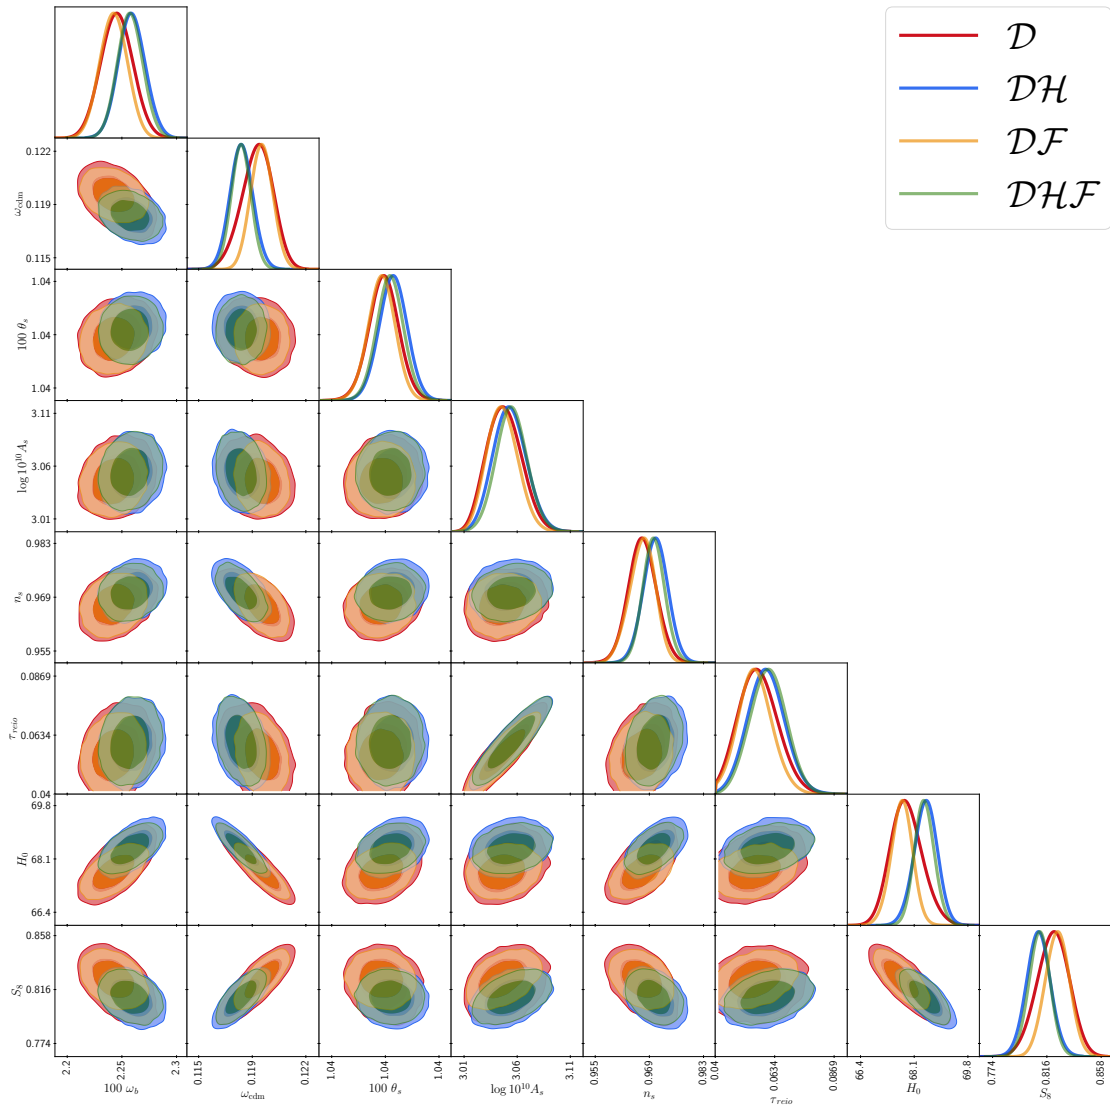 𝒟
𝒟ℋ
𝒟ℱ
𝒟ℋℱ
0.122
0.119
0.115
ω_cdm
1.04
1.04
1.04
100 θ_s
3.11
3.06
3.01
log 10^10 A_s
0.983
0.969
0.955
n_s
0.0869
0.0634
0.04
τ_reio
69.8
68.1
66.4
H_0
0.858
0.816
0.774
S_8
2.2 2.25 2.3
0.115 0.119 0.122
1.04 1.04 1.04
3.01 3.06 3.11
0.955 0.969 0.983
0.04 0.0634 0.0869
66.4 68.1 69.8
0.774 0.816 0.858
100 ω_b
ω_cdm
100 θ_s
log 10^10 A_s
n_s
τ_reio
H_0
S_8